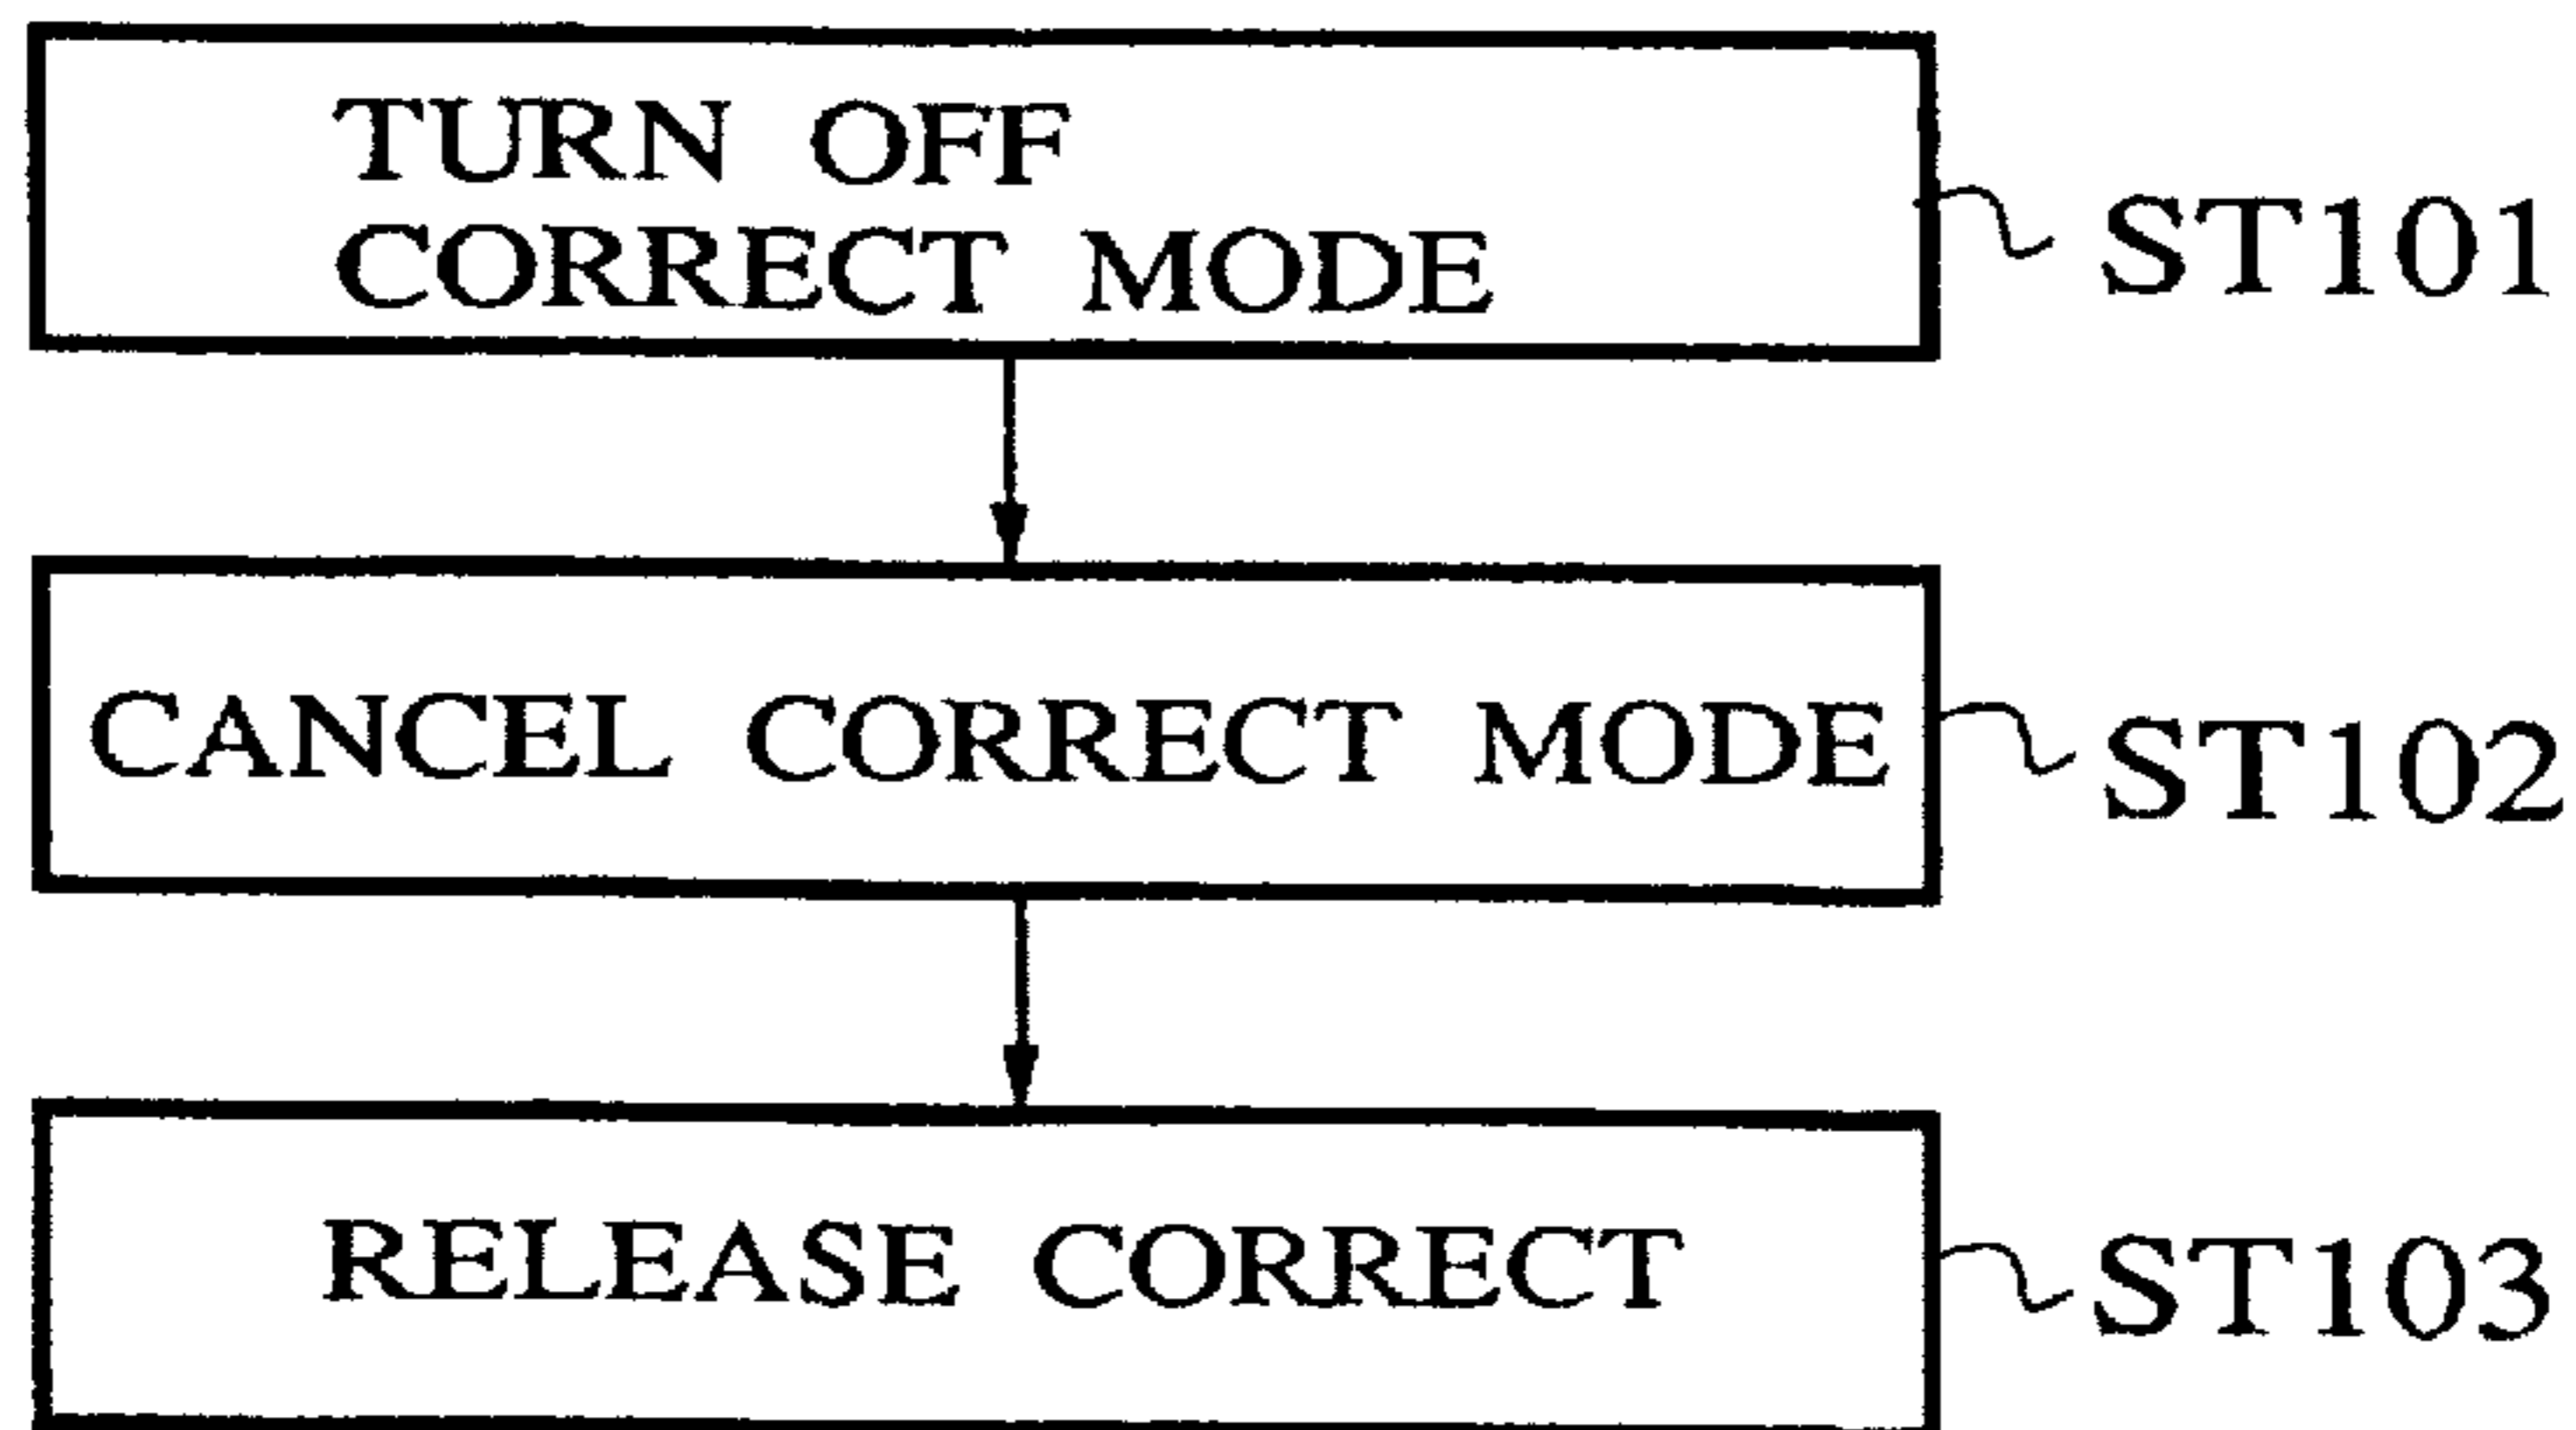 TURN OFF
CORRECT MODE
ST101
CANCEL CORRECT MODE
ST102
RELEASE CORRECT
ST103